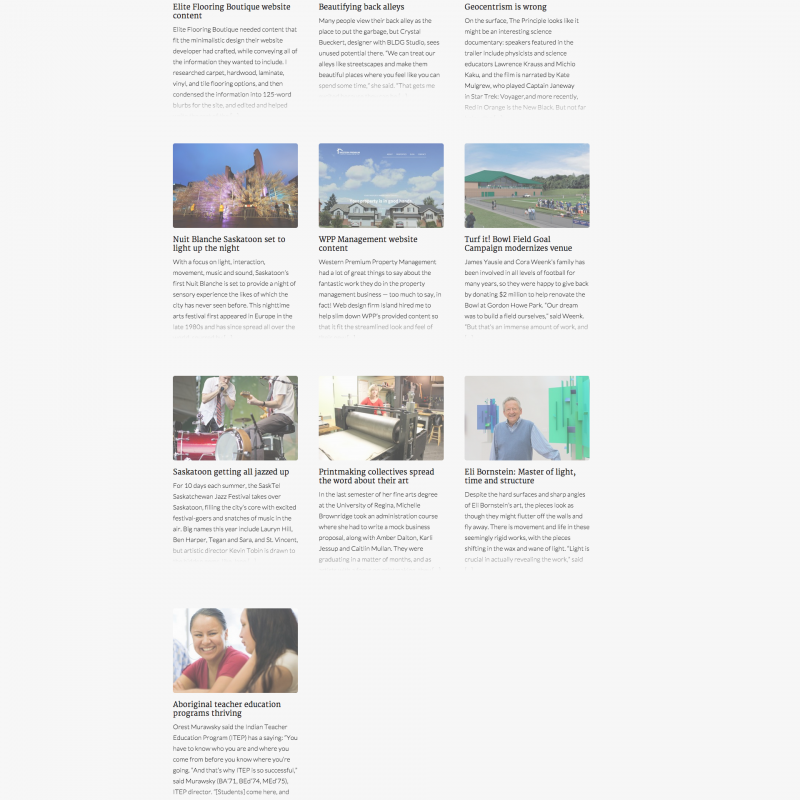 Elite Flooring Boutique website
content
Elite Flooring Boutique needed content that
fit the minimalistic design their website
developer had crafted, while conveying all of
the information they wanted to include. I
researched carpet, hardwood, laminate,
vinyl, and tile flooring options, and then
condensed the information into 125-word
blurbs for the site, and edited and helped
Beautifying back alleys
Many people view their back alley as the
place to put the garbage, but Crystal
Bueckert, designer with BLDG Studio, sees
unused potential there. "We can treat our
alleys like streetscapes and make them
beautiful places where you feel like you can
spend some time," she said. "That gets me
Geocentrism is wrong
On the surface, The Principle looks like it
might be an interesting science
documentary: speakers featured in the
trailer include physicists and science
educators Lawrence Krauss and Michio
Kaku, and the film is narrated by Kate
Mulgrew, who played Captain Janeway
in Star Trek: Voyager,and more recently,
Red in Orange is the New Black. But not far
Nuit Blanche Saskatoon set to
light up the night
With a focus on light, interaction,
movement, music and sound, Saskatoon's
first Nuit Blanche is set to provide a night of
sensory experience the likes of which the
city has never seen before. This nighttime
arts festival first appeared in Europe in the
late 1980s and has since spread all over the
WPP Management website
content
Western Premium Property Management
had a lot of great things to say about the
fantastic work they do in the property
management business — too much to say, in
fact! Web design firm Island hired me to
help slim down WPP's provided content so
that it fit the streamlined look and feel of
Turf it! Bowl Field Goal
Campaign modernizes venue
James Yausie and Cora Weenk's family has
been involved in all levels of football for
many years, so they were happy to give back
by donating $2 million to help renovate the
Bowl at Gordon Howe Park. "Our dream
was to build a field ourselves," said Weenk.
"But that's an immense amount of work, and
Saskatoon getting all jazzed up
For 10 days each summer, the SaskTel
Saskatchewan Jazz Festival takes over
Saskatoon, filling the city's core with excited
festival-goers and snatches of music in the
air. Big names this year include Lauryn Hill,
Ben Harper, Tegan and Sara, and St. Vincent,
but artistic director Kevin Tobin is drawn to
Printmaking collectives spread
the word about their art
In the last semester of her fine arts degree
at the University of Regina, Michelle
Brownridge took an administration course
where she had to write a mock business
proposal, along with Amber Dalton, Karli
Jessup and Caitlin Mullan. They were
graduating in a matter of months, and as
Eli Bornstein: Master of light,
time and structure
Despite the hard surfaces and sharp angles
of Eli Bornstein's art, the pieces look as
though they might flutter off the walls and
fly away. There is movement and life in these
seemingly rigid works, with the pieces
shifting in the wax and wane of light. "Light is
crucial in actually revealing the work," said
Aboriginal teacher education
programs thriving
Orest Murawsky said the Indian Teacher
Education Program (ITEP) has a saying: "You
have to know who you are and where you
come from before you know where you're
going. "And that's why ITEP is so successful,"
said Murawsky (BA'71, BEd'74, MEd'75),
ITEP director. "[Students] come here, and